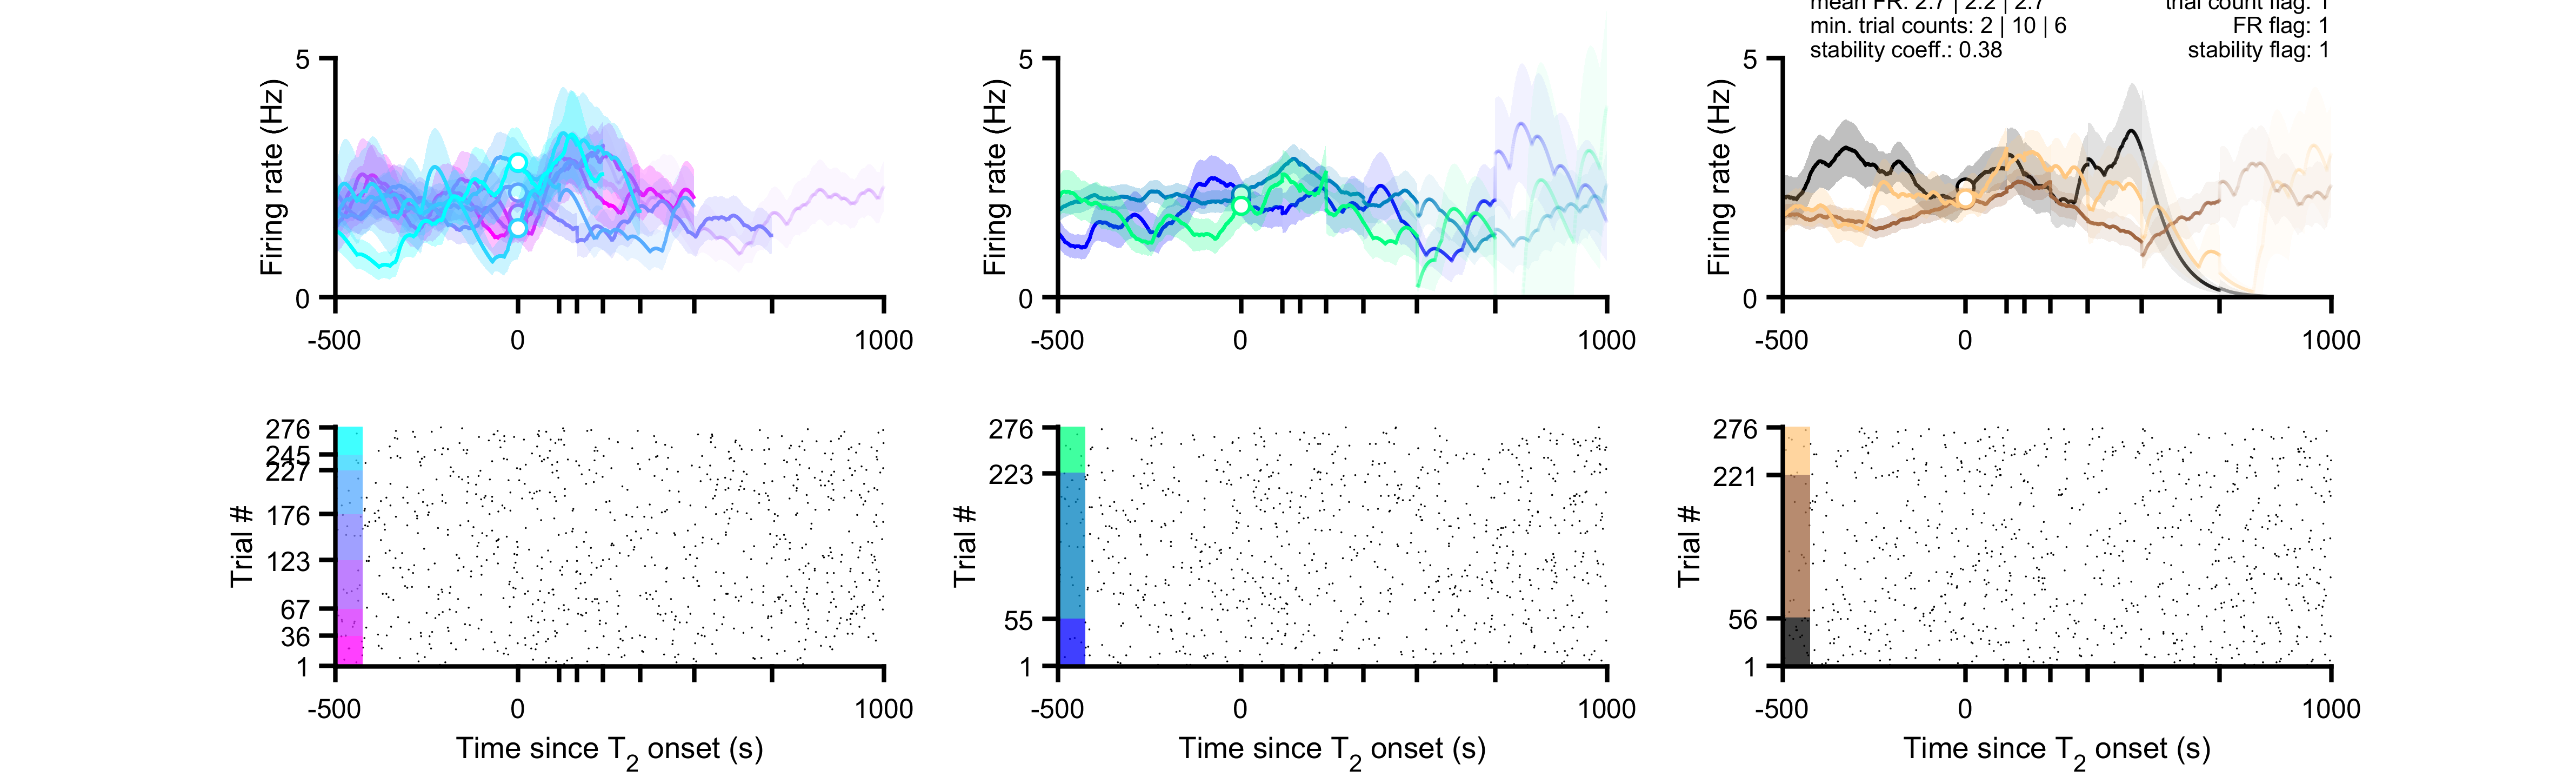 mean FR: 2.7 | 2.2 | 2.7 trial count flag: 1
min. trial counts: 2 | 10 | 6 FR flag: 1
stability coeff.: 0.38 stability flag: 1
5
Firing rate (Hz)
0
-500 0 1000
5
Firing rate (Hz)
0
-500 0 1000
5
Firing rate (Hz)
0
-500 0 1000
276
245
227
176
123
67
36
1
Trial #
-500 0 1000
Time since T2 onset (s)
276
223
55
1
Trial #
-500 0 1000
Time since T2 onset (s)
276
221
56
1
Trial #
-500 0 1000
Time since T2 onset (s)